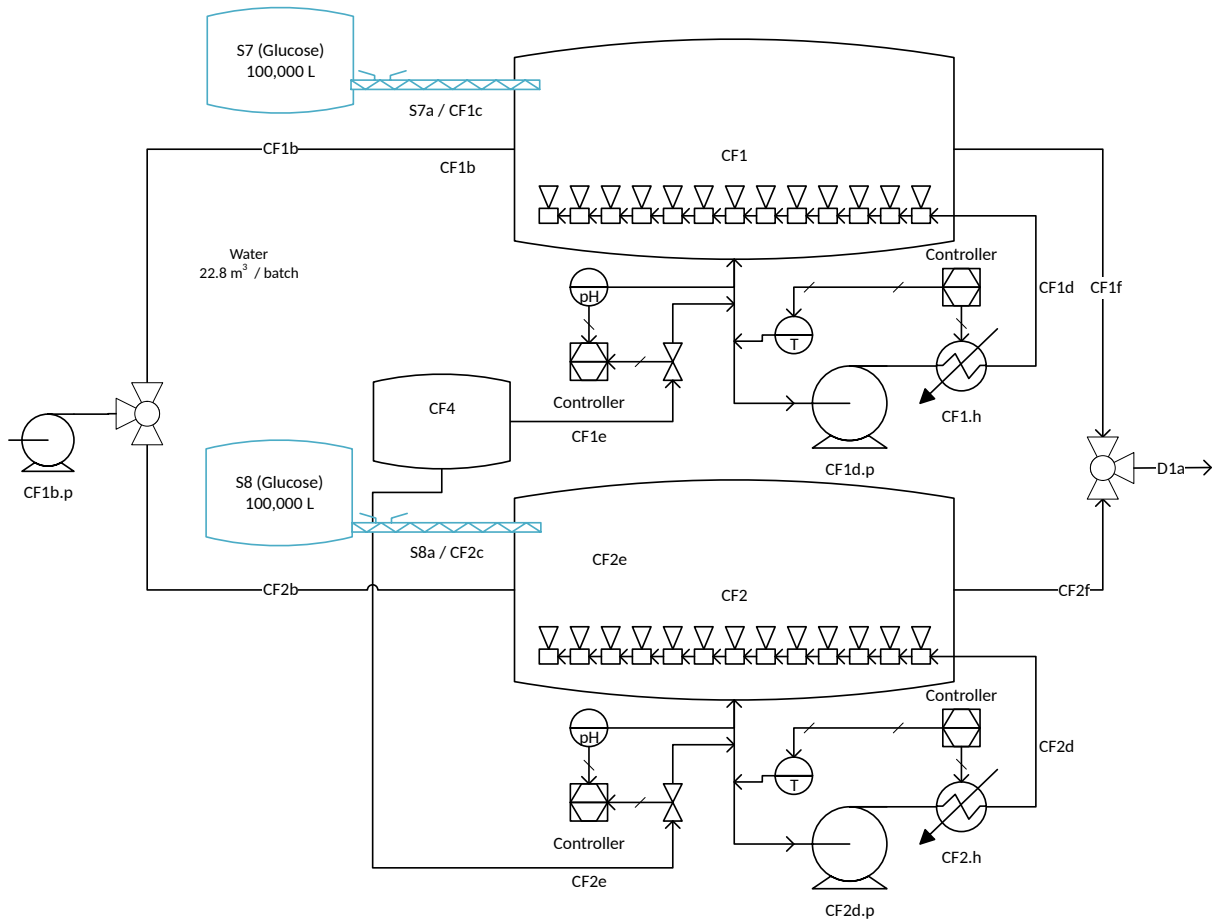 S7 (Glucose)
100,000 L
S7a / CF1c
CF1b
CF1b
CF1
Water
22.8 m3 / batch
Controller
pH
CF1d
CF1f
T
Controller
CF4
CF1e
CF1.h
CF1d.p
CF1b.p
D1a
S8 (Glucose)
100,000 L
S8a / CF2c
CF2e
CF2b
CF2
CF2f
Controller
pH
CF2d
T
Controller
CF2.h
CF2e
CF2d.p